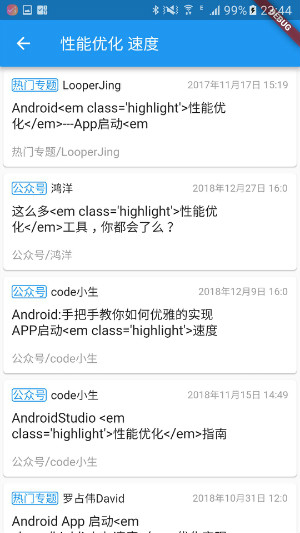 99% 22:44
DEBUG
性能优化 速度
热门专题 LooperJing 2017年11月17日 15:19
Android<em class='highlight'>性能优
化</em>---App启动<em
热门专题/LooperJing
公众号 鸿洋 2018年12月27日 16:0
这么多<em class='highlight'>性能优
化</em>工具，你都会了么？
公众号/鸿洋
公众号 code小生 2018年12月9日 16:0
Android:手把手教你如何优雅的实现
APP启动<em class='highlight'>速度
公众号/code小生
公众号 code小生 2018年11月15日 14:49
AndroidStudio <em
class='highlight'>性能优化</em>指南
公众号/code小生
热门专题 罗占伟David 2018年10月31日 12:0
Android App 启动<em